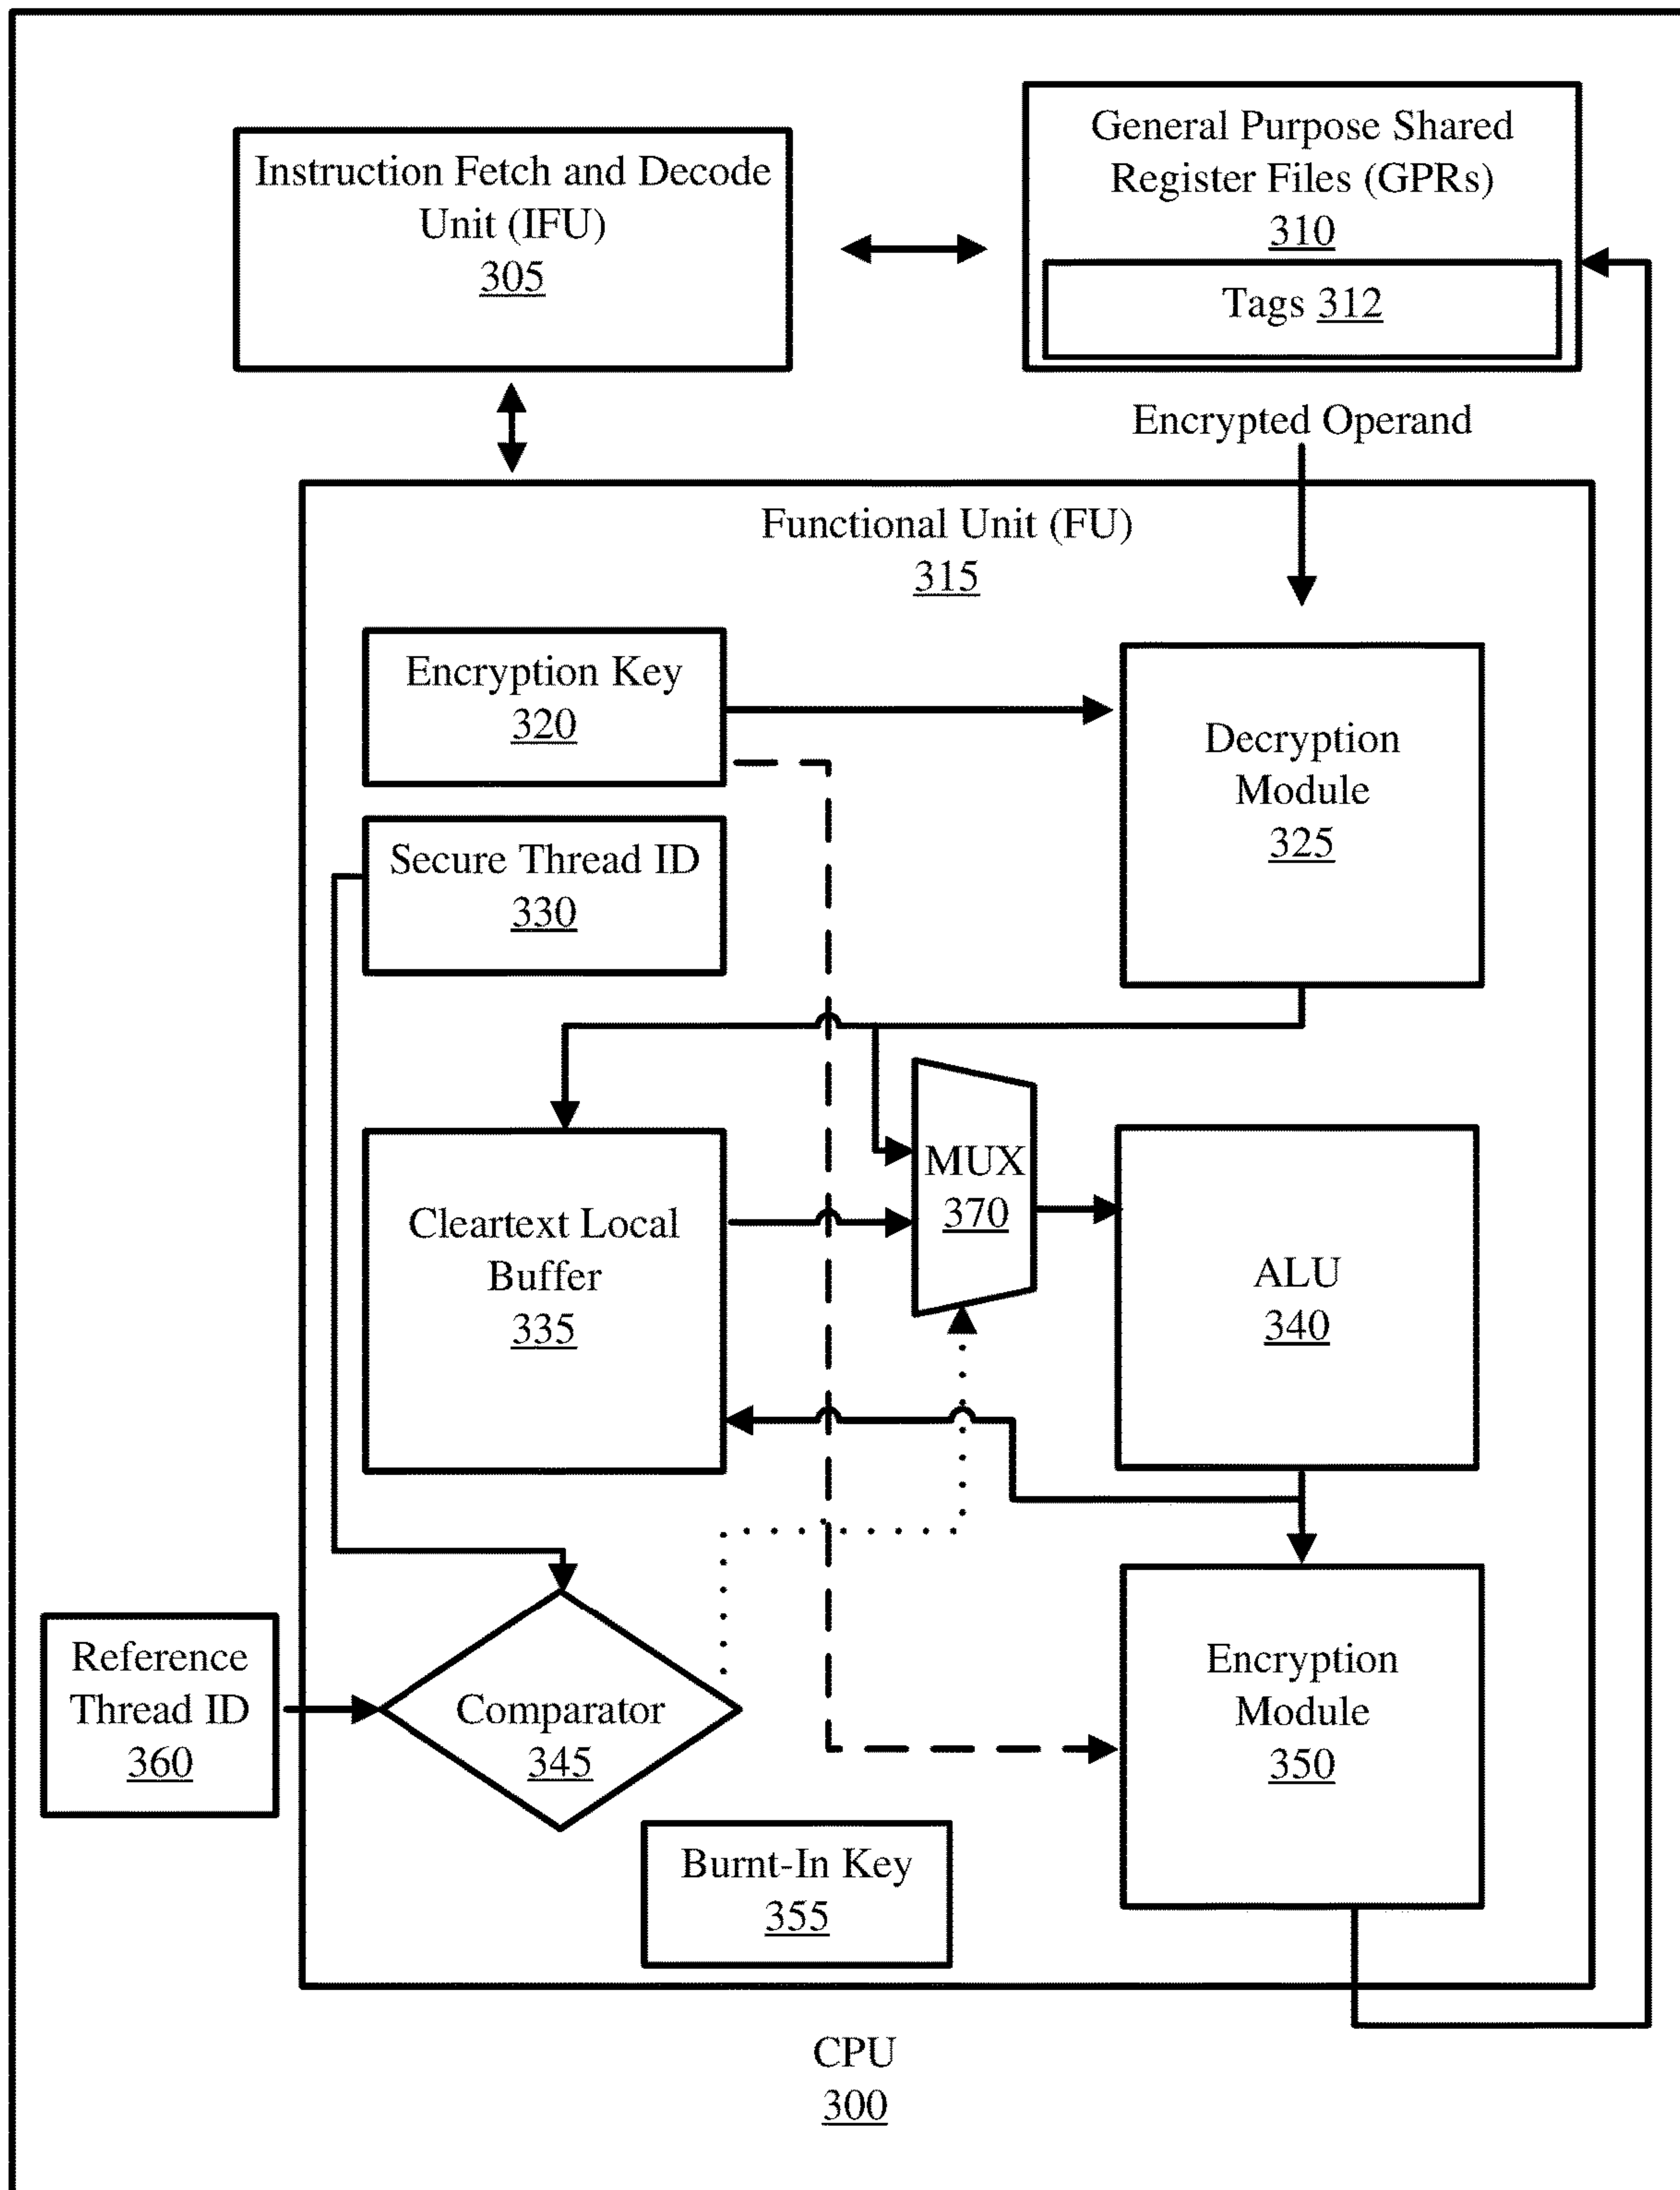 Instruction Fetch and Decode
Unit (IFU)
305
General Purpose Shared
Register Files (GPRs)
310
Tags 312
Encrypted Operand
Functional Unit (FU)
315
Encryption Key
320
Decryption
Module
325
Secure Thread ID
330
Cleartext Local
Buffer
335
MUX
370
ALU
340
Reference
Thread ID
360
Comparator
345
Encryption
Module
350
Burnt-In Key
355
CPU
300